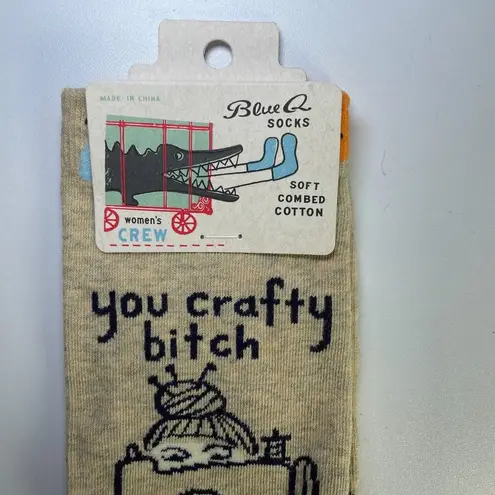 MADE IN CHINA
Blue Q
SOCKS
SOFT
COMBED
COTTON
women's
CREW
you crafty
bitch